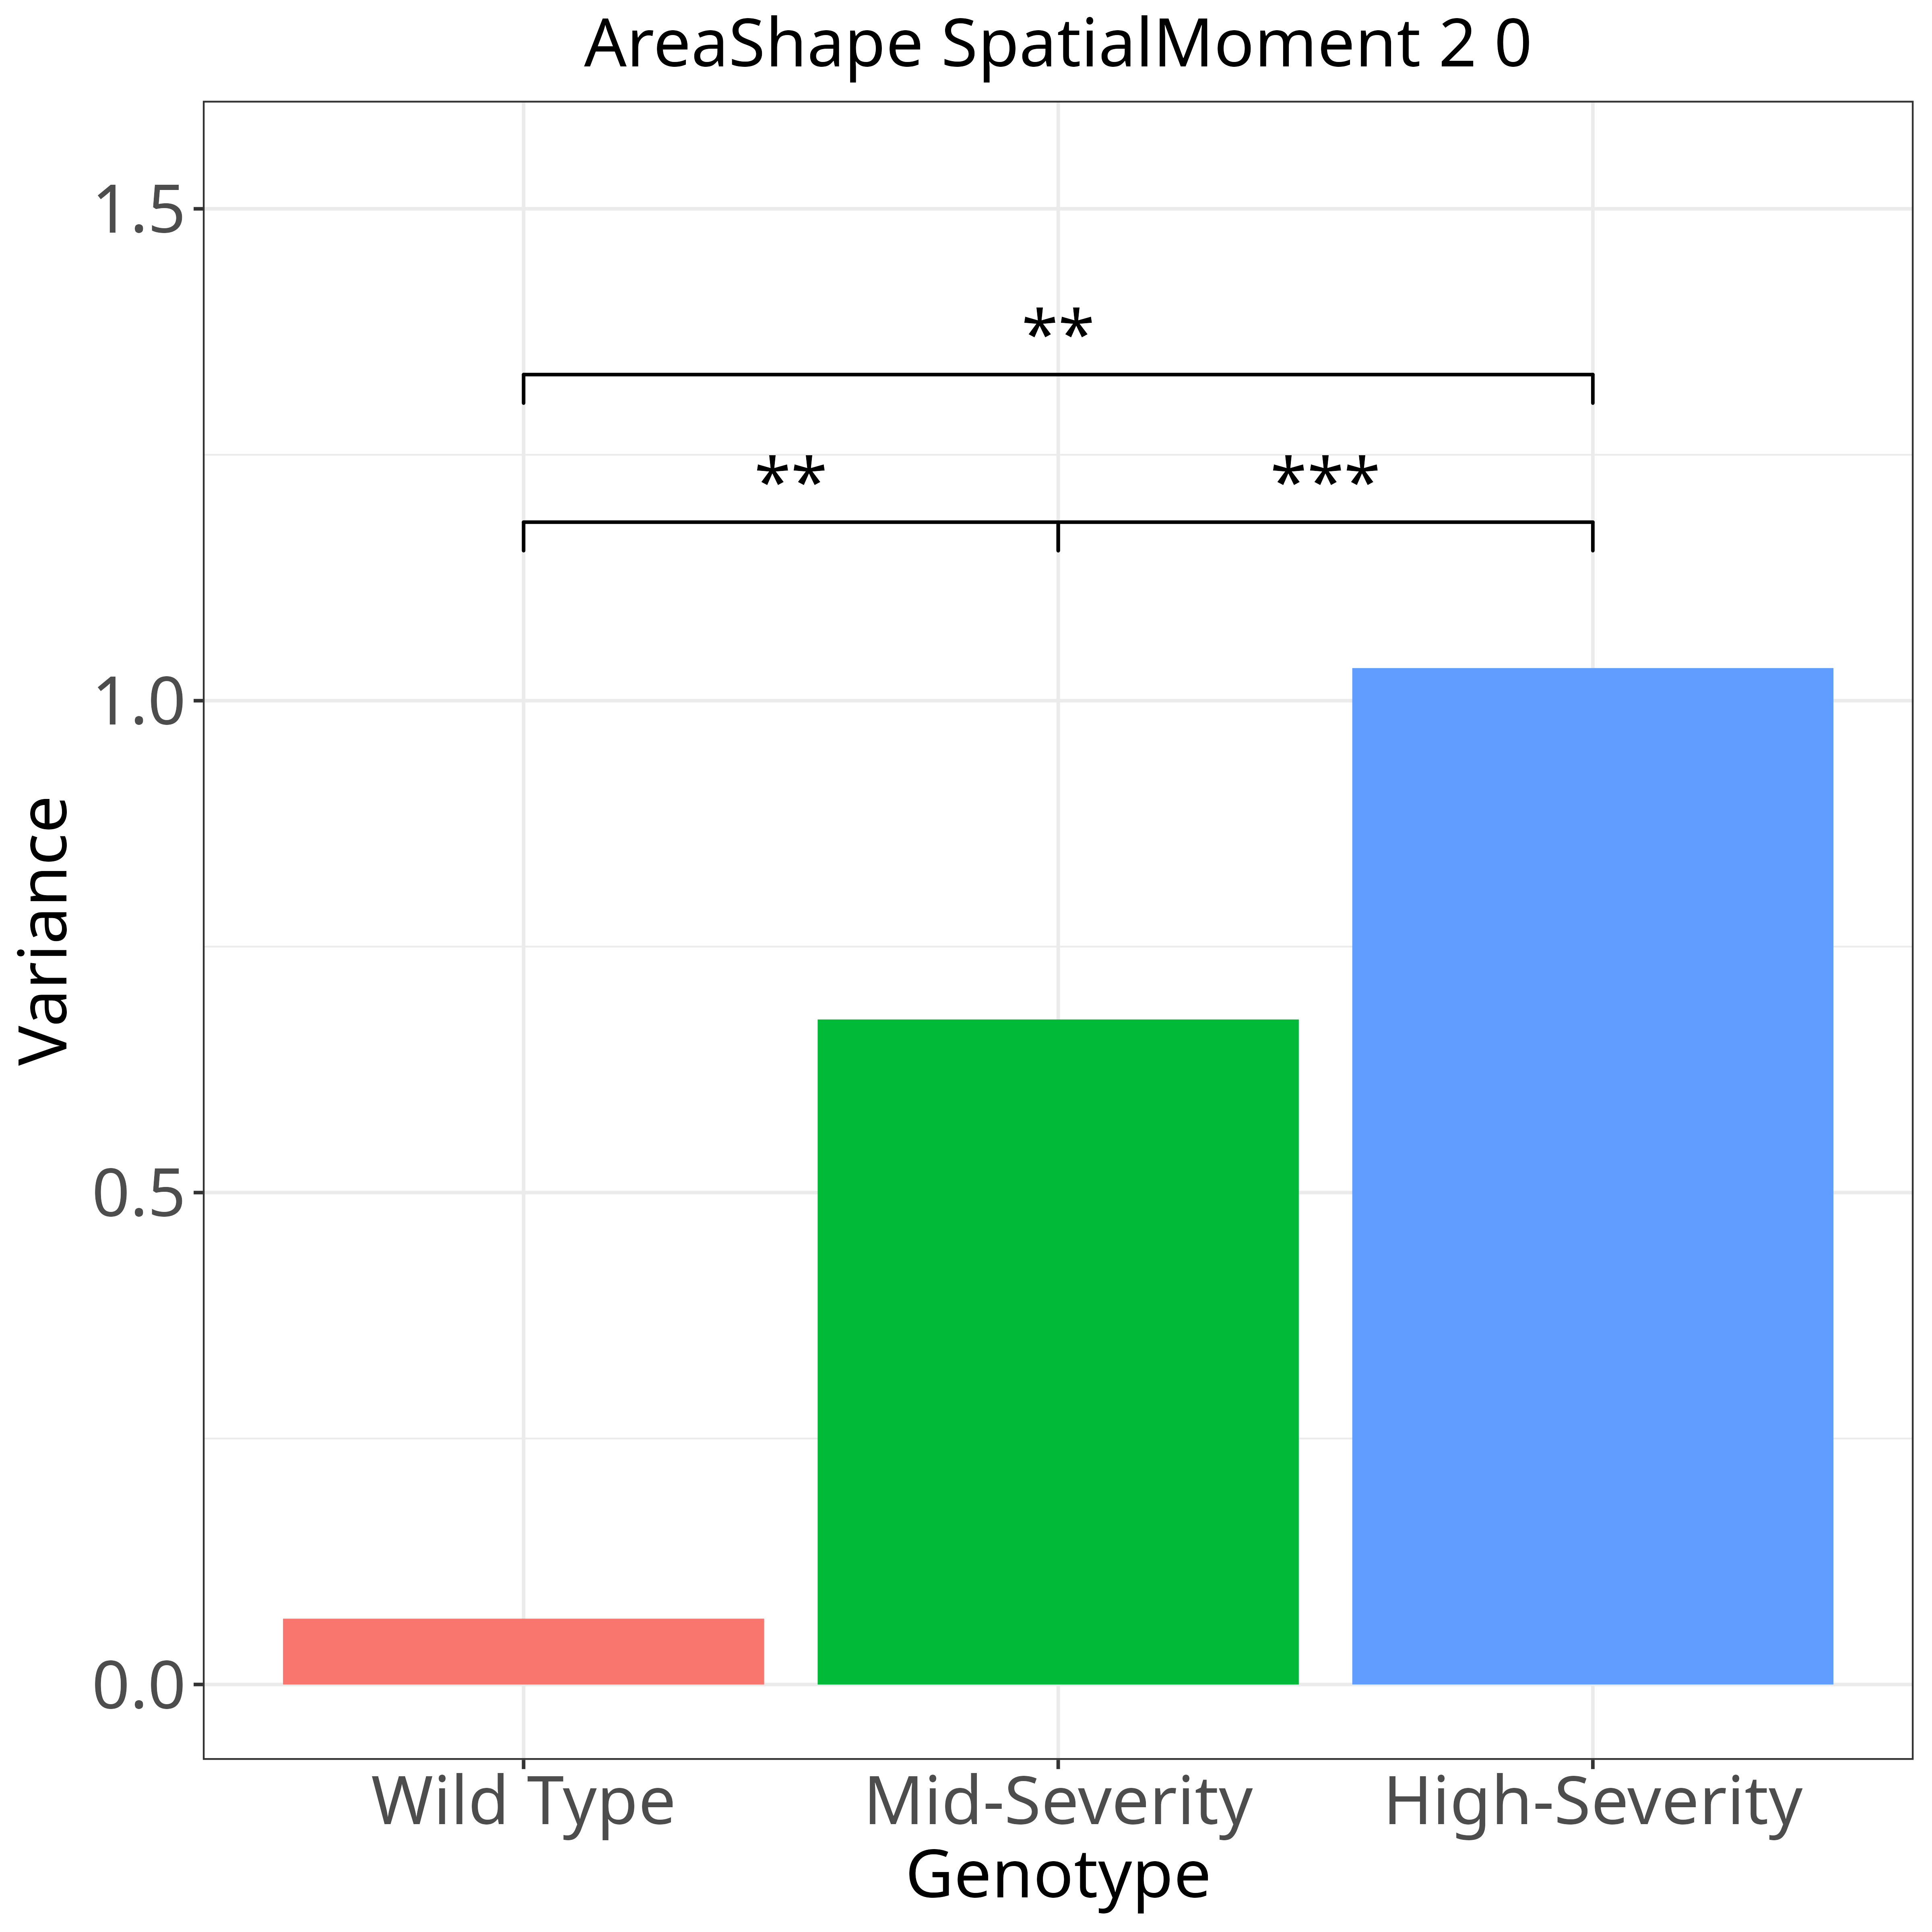 AreaShape SpatialMoment 2 0
1.5
**
** ***
1.0
Variance
0.5
0.0
Wild Type Mid-Severity High-Severity
Genotype